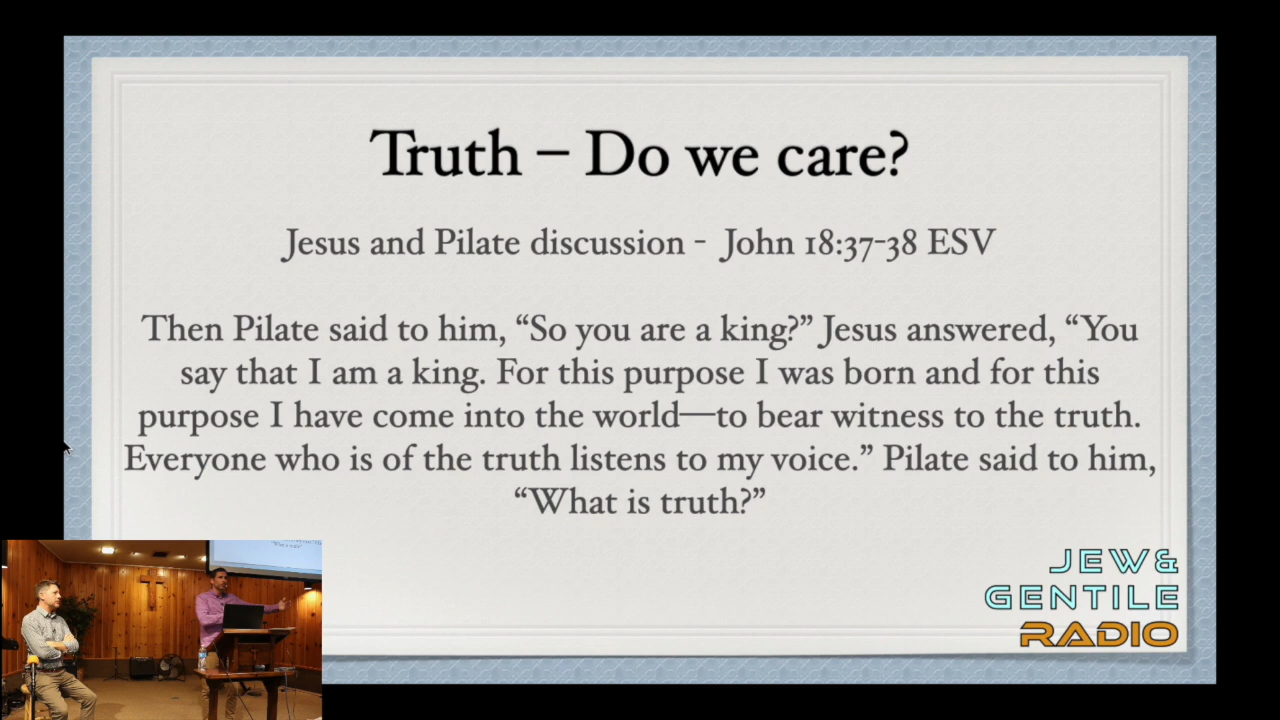 Truth – Do we care?
Jesus and Pilate discussion - John 18:37-38 ESV
Then Pilate said to him, “So you are a king?” Jesus answered, “You
say that I am a king. For this purpose I was born and for this
purpose I have come into the world—to bear witness to the truth.
Everyone who is of the truth listens to my voice.” Pilate said to him,
“What is truth?”
JEW&
GENTILE
RADIO